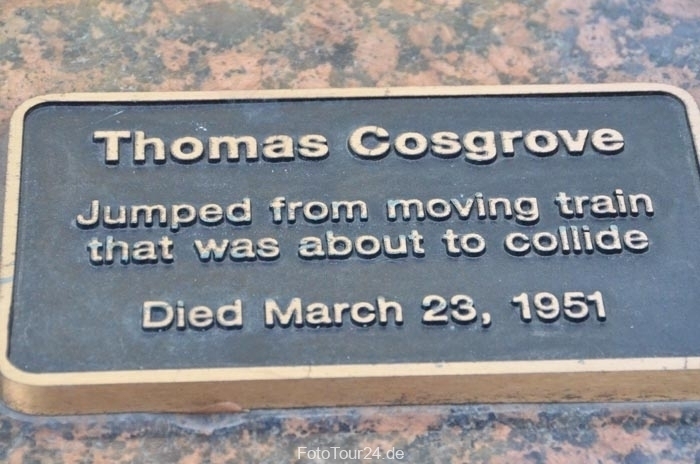 Thomas Cosgrove
Jumped from moving train
that was about to collide
Died March 23, 1951
FotoTour24.de